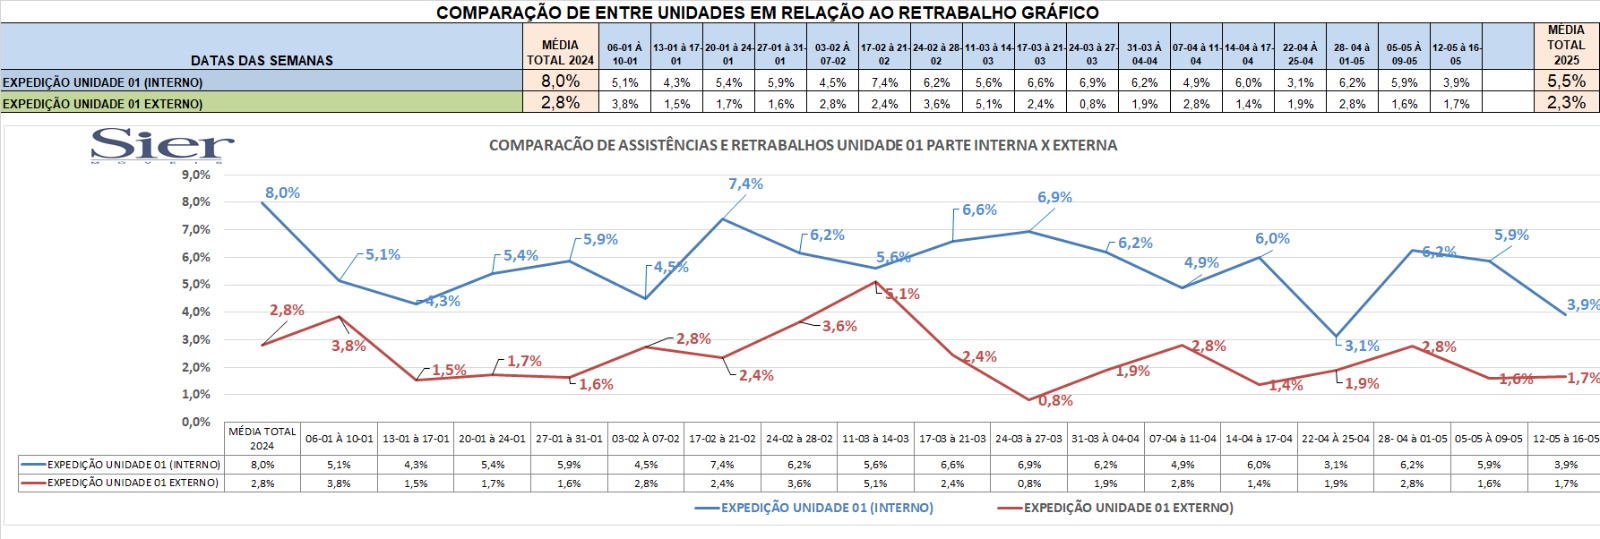 COMPARAÇÃO DE ENTRE UNIDADES EM RELAÇÃO AO RETRABALHO GRÁFICO
DATAS DAS SEMANAS MÉDIA TOTAL 2024 06-01 À 10-01 13-01 à 17-01 20-01 à 24-01 27-01 à 31-01 03-02 À 07-02 17-02 à 21-02 24-02 à 28-02 11-03 à 14-03 17-03 à 21-03 24-03 à 27-03 31-03 À 04-04 07-04 à 11-04 14-04 à 17-04 22-04 À 25-04 28- 04 à 01-05 05-05 À 09-05 12-05 à 16-05 MÉDIA TOTAL 2025
EXPEDIÇÃO UNIDADE 01 (INTERNO) 8,0% 5,1% 4,3% 5,4% 5,9% 4,5% 7,4% 6,2% 5,6% 6,6% 6,9% 6,2% 4,9% 6,0% 3,1% 6,2% 5,9% 3,9% 5,5%
EXPEDIÇÃO UNIDADE 01 EXTERNO) 2,8% 3,8% 1,5% 1,7% 1,6% 2,8% 2,4% 3,6% 5,1% 2,4% 0,8% 1,9% 2,8% 1,4% 1,9% 2,8% 1,6% 1,7% 2,3%
Sier
MÓVEIS
COMPARACÃO DE ASSISTÊNCIAS E RETRABALHOS UNIDADE 01 PARTE INTERNA X EXTERNA
9,0%
8,0%
7,0%
6,0%
5,0%
4,0%
3,0%
2,0%
1,0%
0,0%
8,0% 5,1% 4,3% 5,4% 5,9% 4,5% 7,4% 6,2% 5,6% 6,6% 6,9% 6,2% 4,9% 6,0% 3,1% 6,2% 5,9% 3,9%
2,8% 3,8% 1,5% 1,7% 1,6% 2,8% 2,4% 3,6% 5,1% 2,4% 0,8% 1,9% 2,8% 1,4% 1,9% 2,8% 1,6% 1,7%
MÉDIA TOTAL 2024 06-01 À 10-01 13-01 à 17-01 20-01 à 24-01 27-01 à 31-01 03-02 À 07-02 17-02 à 21-02 24-02 à 28-02 11-03 à 14-03 17-03 à 21-03 24-03 à 27-03 31-03 À 04-04 07-04 à 11-04 14-04 à 17-04 22-04 À 25-04 28- 04 à 01-05 05-05 À 09-05 12-05 à 16-05
EXPEDIÇÃO UNIDADE 01 (INTERNO) 8,0% 5,1% 4,3% 5,4% 5,9% 4,5% 7,4% 6,2% 5,6% 6,6% 6,9% 6,2% 4,9% 6,0% 3,1% 6,2% 5,9% 3,9%
EXPEDIÇÃO UNIDADE 01 EXTERNO) 2,8% 3,8% 1,5% 1,7% 1,6% 2,8% 2,4% 3,6% 5,1% 2,4% 0,8% 1,9% 2,8% 1,4% 1,9% 2,8% 1,6% 1,7%
EXPEDIÇÃO UNIDADE 01 (INTERNO) EXPEDIÇÃO UNIDADE 01 EXTERNO)